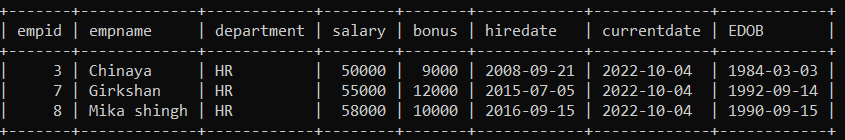 | empid | empname | department | salary | bonus | hiredate | currentdate | EDOB |
| 3 | Chinaya | HR | 50000 | 9000 | 2008-09-21 | 2022-10-04 | 1984-03-03 |
| 7 | Girkshan | HR | 55000 | 12000 | 2015-07-05 | 2022-10-04 | 1992-09-14 |
| 8 | Mika shingh | HR | 58000 | 10000 | 2016-09-15 | 2022-10-04 | 1990-09-15 |